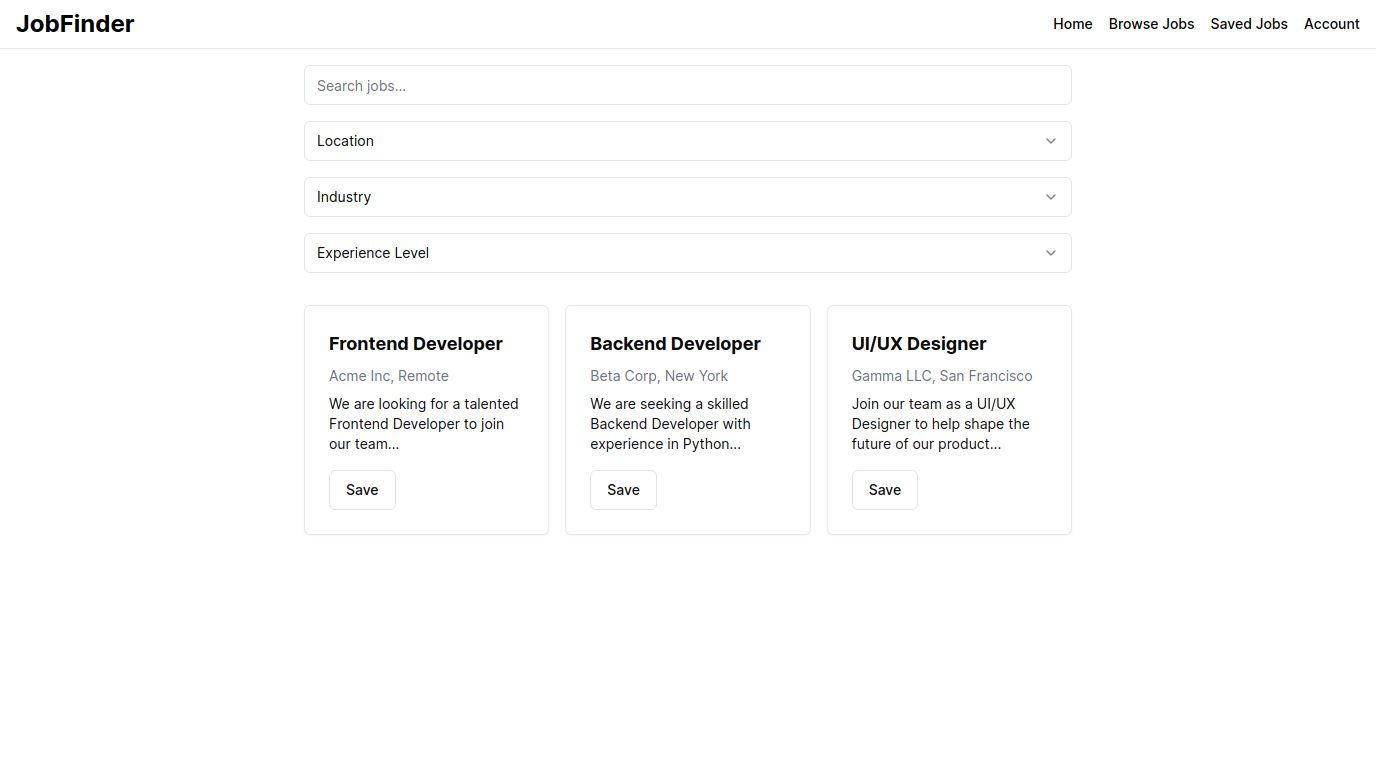 JobFinder
Home Browse Jobs Saved Jobs Account
Search jobs...
Location
Industry
Experience Level
Frontend Developer
Acme Inc, Remote
We are looking for a talented
Frontend Developer to join
our team...
Save
Backend Developer
Beta Corp, New York
We are seeking a skilled
Backend Developer with
experience in Python...
Save
UI/UX Designer
Gamma LLC, San Francisco
Join our team as a UI/UX
Designer to help shape the
future of our product...
Save